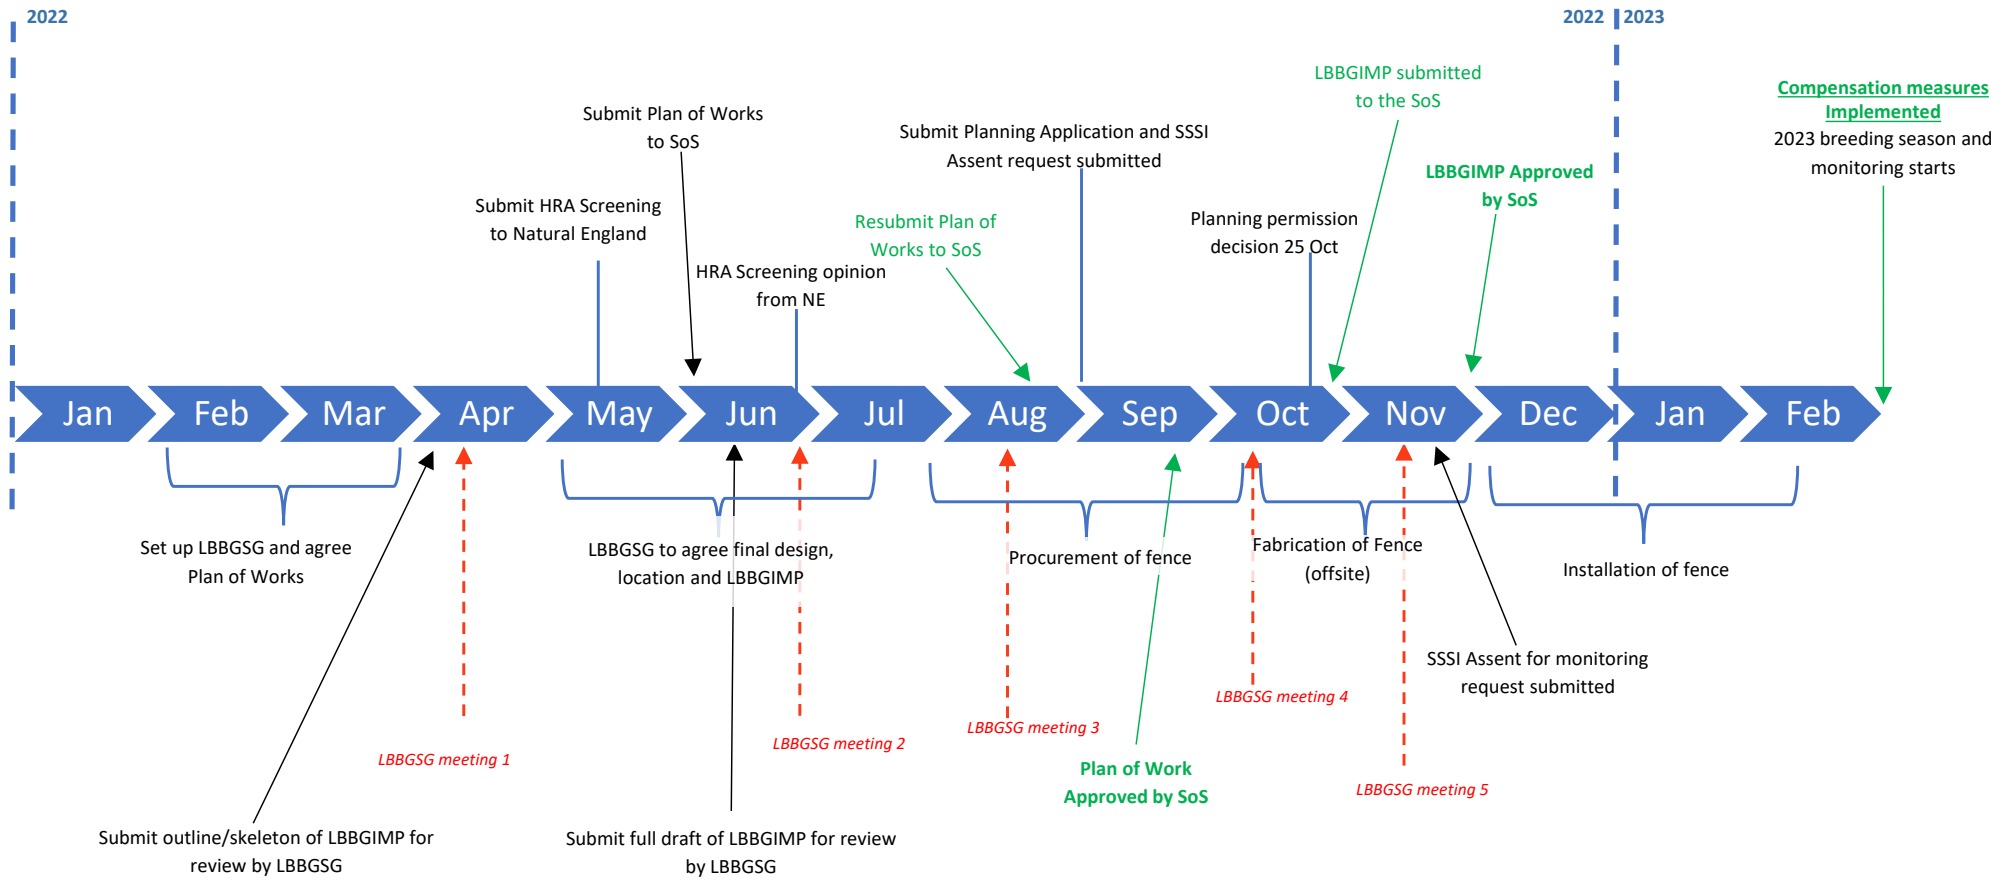 2022
2022
2023
LBBGIMP submitted
to the SoS
Compensation measures
Implemented
2023 breeding season and
monitoring starts
Submit Plan of Works
to SoS
Submit Planning Application and SSSI
Assent request submitted
LBBGIMP Approved
by SoS
Submit HRA Screening
to Natural England
Resubmit Plan of
Works to SoS
Planning permission
decision 25 Oct
HRA Screening opinion
from NE
Jan
Feb
Mar
Apr
May
Jun
Jul
Aug
Sep
Oct
Nov
Dec
Jan
Feb
Set up LBBGSG and agree
Plan of Works
LBBGSG to agree final design,
location and LBBGIMP
Procurement of fence
Fabrication of Fence
(offsite)
Installation of fence
SSSI Assent for monitoring
request submitted
LBBGSG meeting 1
LBBGSG meeting 2
LBBGSG meeting 3
LBBGSG meeting 4
LBBGSG meeting 5
Plan of Work
Approved by SoS
Submit outline/skeleton of LBBGIMP for
review by LBBGSG
Submit full draft of LBBGIMP for review
by LBBGSG